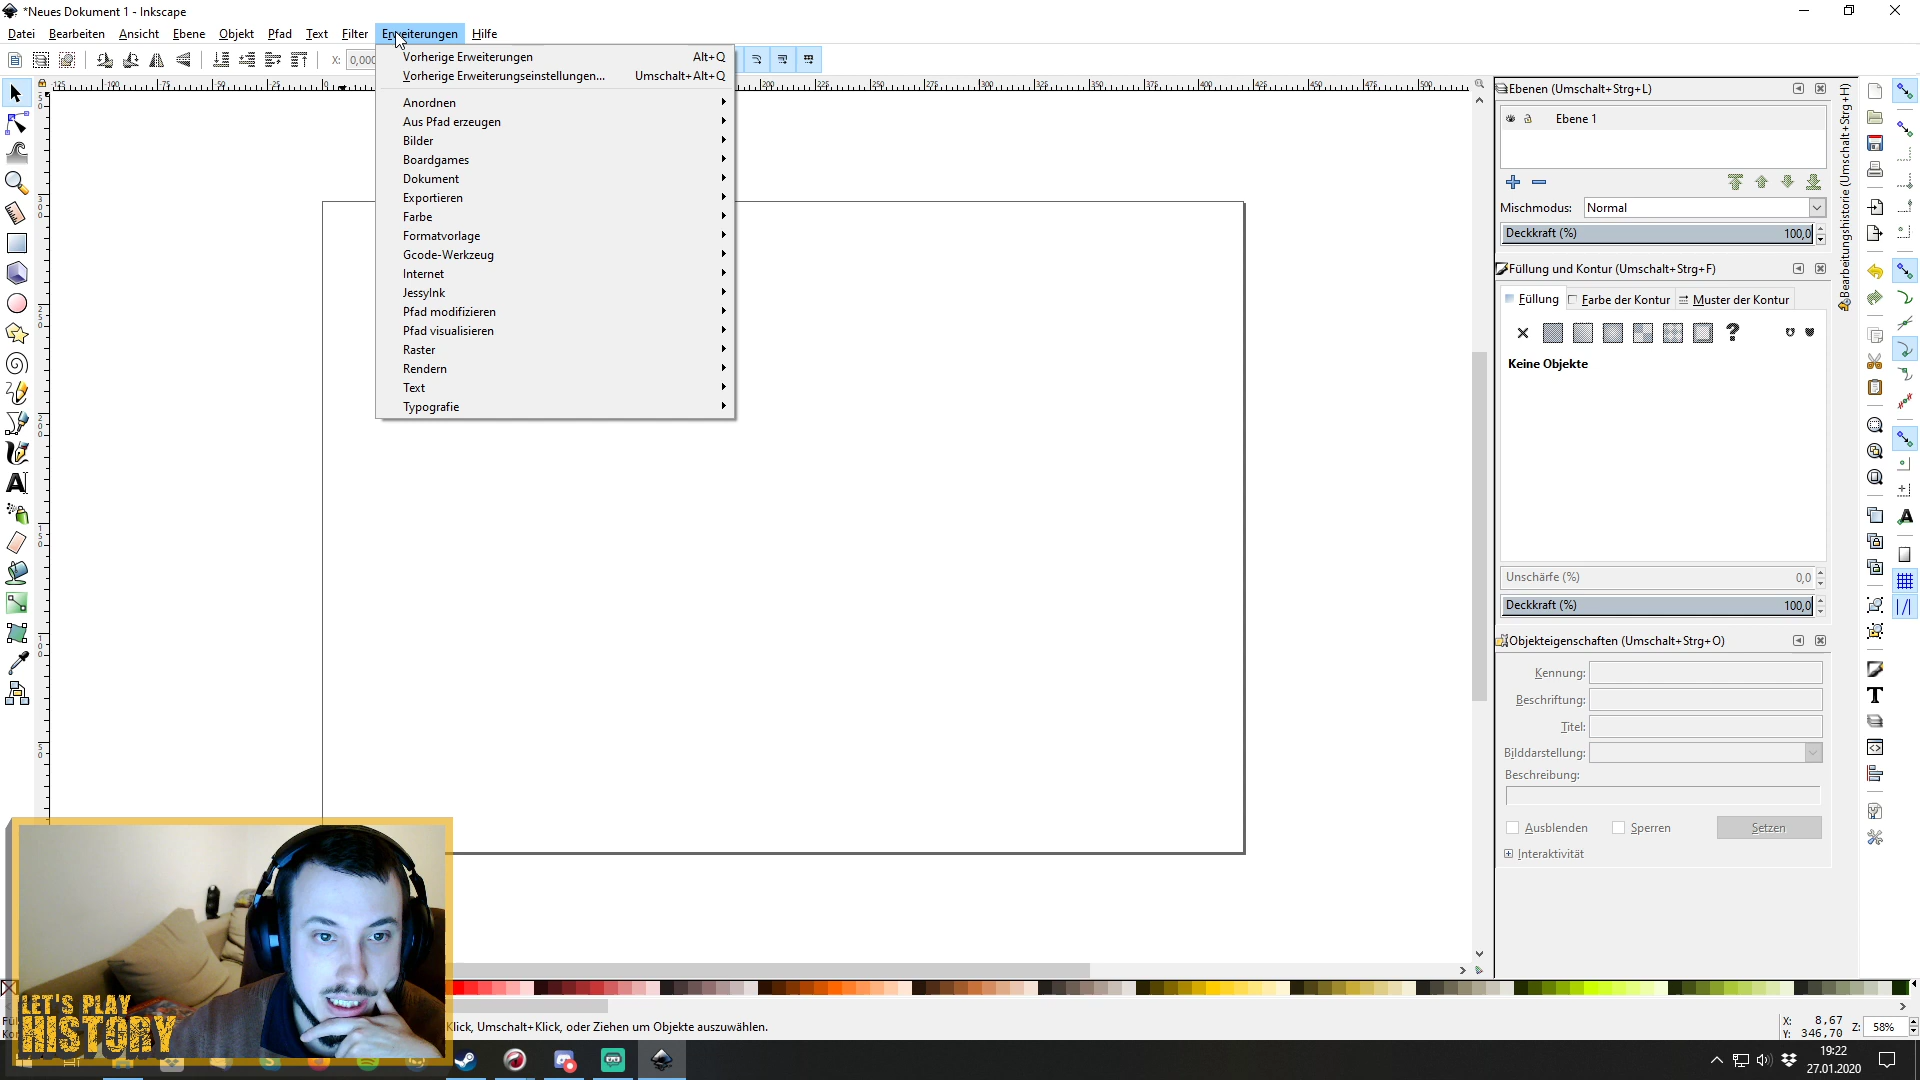 *Neues Dokument 1 - Inkscape
Datei Bearbeiten Ansicht Ebene Objekt Pfad Text Filter Erweiterungen Hilfe
X: 0,000
Vorherige Erweiterungen Alt+Q
Vorherige Erweiterungseinstellungen... Umschalt+Alt+Q
Anordnen
Aus Pfad erzeugen
Bilder
Boardgames
Dokument
Exportieren
Farbe
Formatvorlage
Gcode-Werkzeug
Internet
JessyInk
Pfad modifizieren
Pfad visualisieren
Raster
Rendern
Text
Typografie
Ebenen (Umschalt+Strg+L)
Ebene 1
Mischmodus: Normal
Deckkraft (%) 100,0
Füllung und Kontur (Umschalt+Strg+F)
Füllung Farbe der Kontur Muster der Kontur
Keine Objekte
Unschärfe (%) 0,0
Deckkraft (%) 100,0
Objekteigenschaften (Umschalt+Strg+O)
Kennung:
Beschriftung:
Titel:
Bilddarstellung:
Beschreibung:
Ausblenden Sperren Setzen
Interaktivität
Bearbeitungshistorie (Umschalt+Strg+H)
LET'S PLAY
HISTORY
Klick, Umschalt+Klick, oder Ziehen um Objekte auszuwählen.
X: 8,67
Y: 346,70 Z: 58%
19:22
27.01.2020